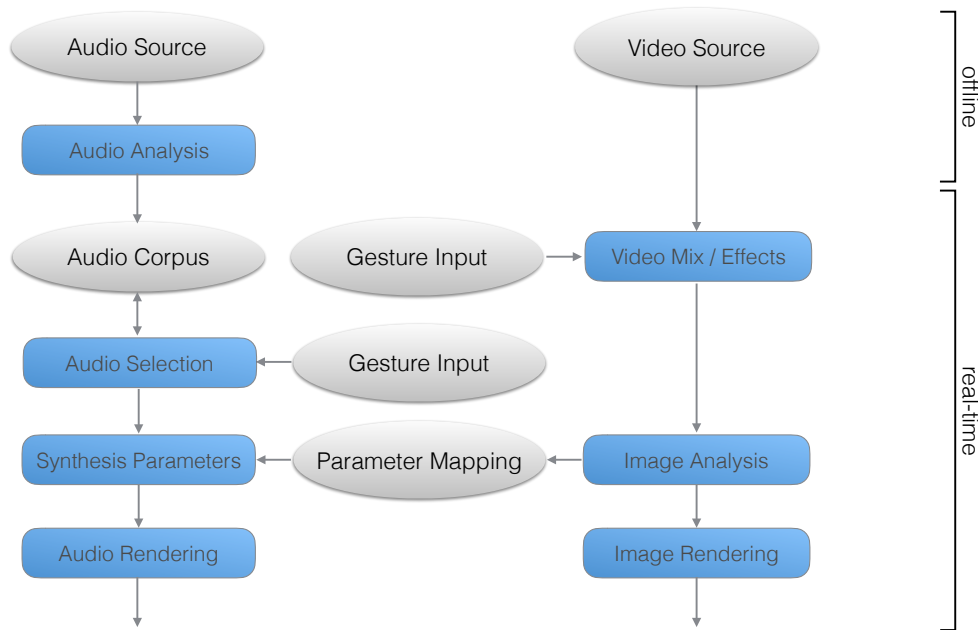 Audio Source
Video Source
offline
Audio Analysis
Audio Corpus
Gesture Input
Video Mix / Effects
Audio Selection
Gesture Input
real-time
Synthesis Parameters
Parameter Mapping
Image Analysis
Audio Rendering
Image Rendering